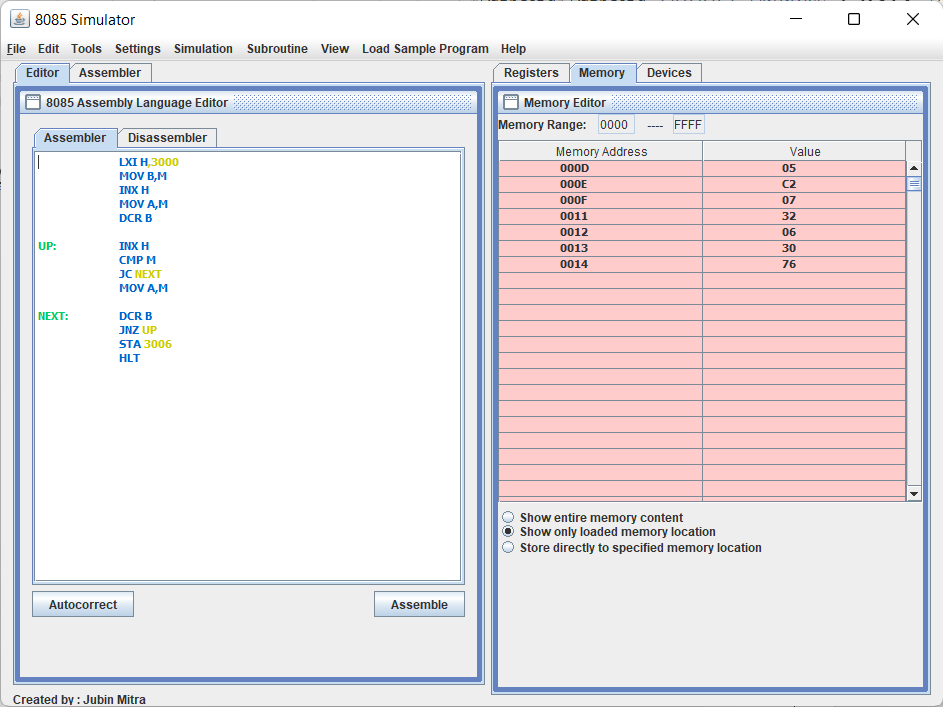 8085 Simulator
File Edit Tools Settings Simulation Subroutine View Load Sample Program Help
Editor Assembler
8085 Assembly Language Editor
Assembler Disassembler
LXI H,3000
MOV B,M
INX H
MOV A,M
DCR B
UP: INX H
CMP M
JC NEXT
MOV A,M
NEXT: DCR B
JNZ UP
STA 3006
HLT
Autocorrect Assemble
Registers Memory Devices
Memory Editor
Memory Range: 0000 ---- FFFF
Memory Address Value
000D 05
000E C2
000F 07
0011 32
0012 06
0013 30
0014 76
Show entire memory content
Show only loaded memory location
Store directly to specified memory location
Created by : Jubin Mitra